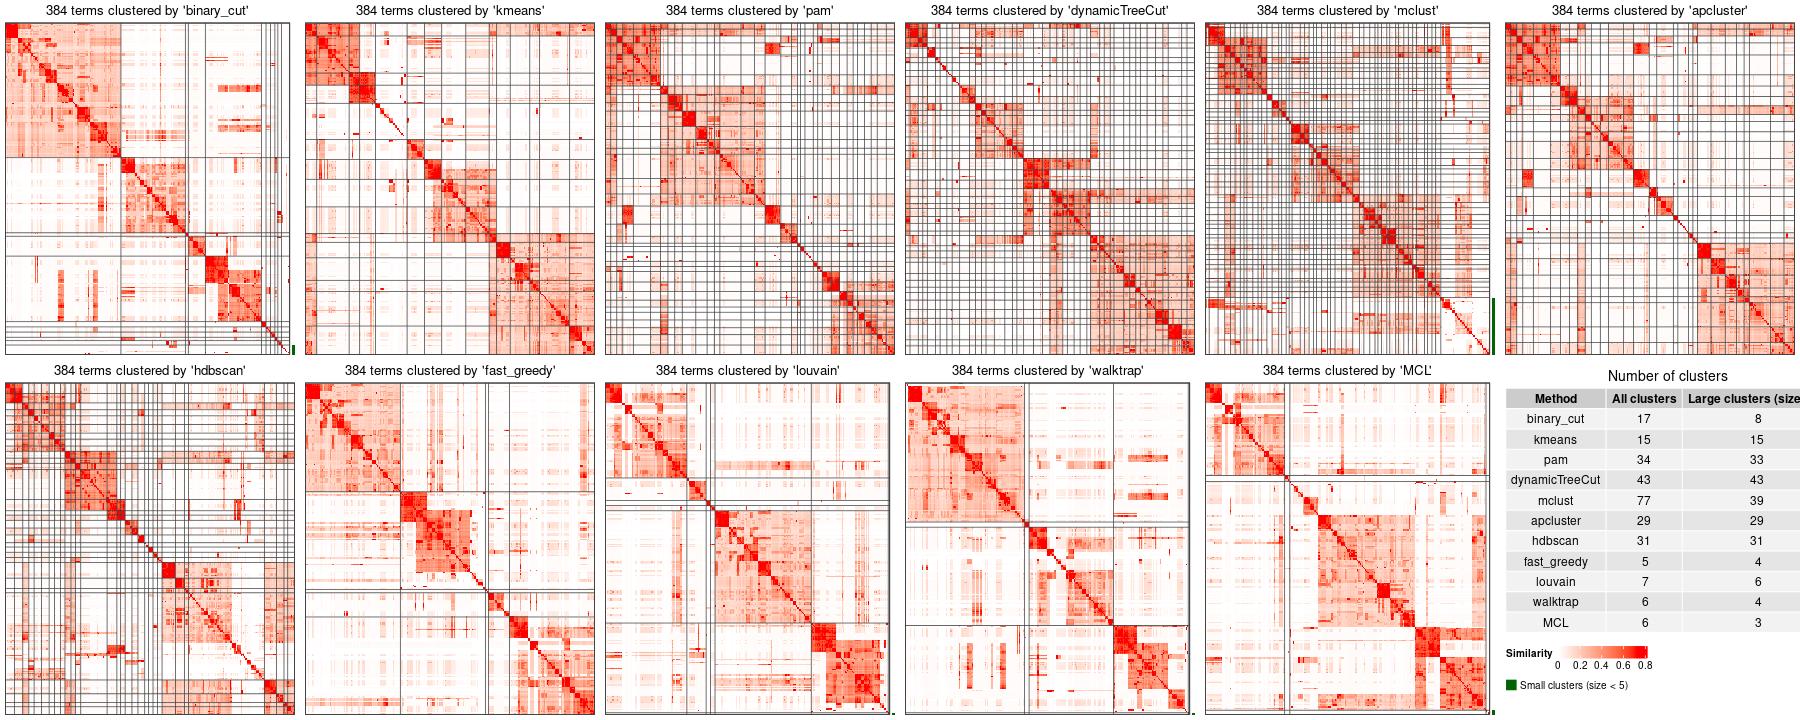 384 terms clustered by 'binary_cut'
384 terms clustered by 'kmeans'
384 terms clustered by 'pam'
384 terms clustered by 'dynamicTreeCut'
384 terms clustered by 'mclust'
384 terms clustered by 'apcluster'
384 terms clustered by 'hdbscan'
384 terms clustered by 'fast_greedy'
384 terms clustered by 'louvain'
384 terms clustered by 'walktrap'
384 terms clustered by 'MCL'
Number of clusters
Method All clusters Large clusters (size
binary_cut 17 8
kmeans 15 15
pam 34 33
dynamicTreeCut 43 43
mclust 77 39
apcluster 29 29
hdbscan 31 31
fast_greedy 5 4
louvain 7 6
walktrap 6 4
MCL 6 3
Similarity
0 0.2 0.4 0.6 0.8
Small clusters (size < 5)